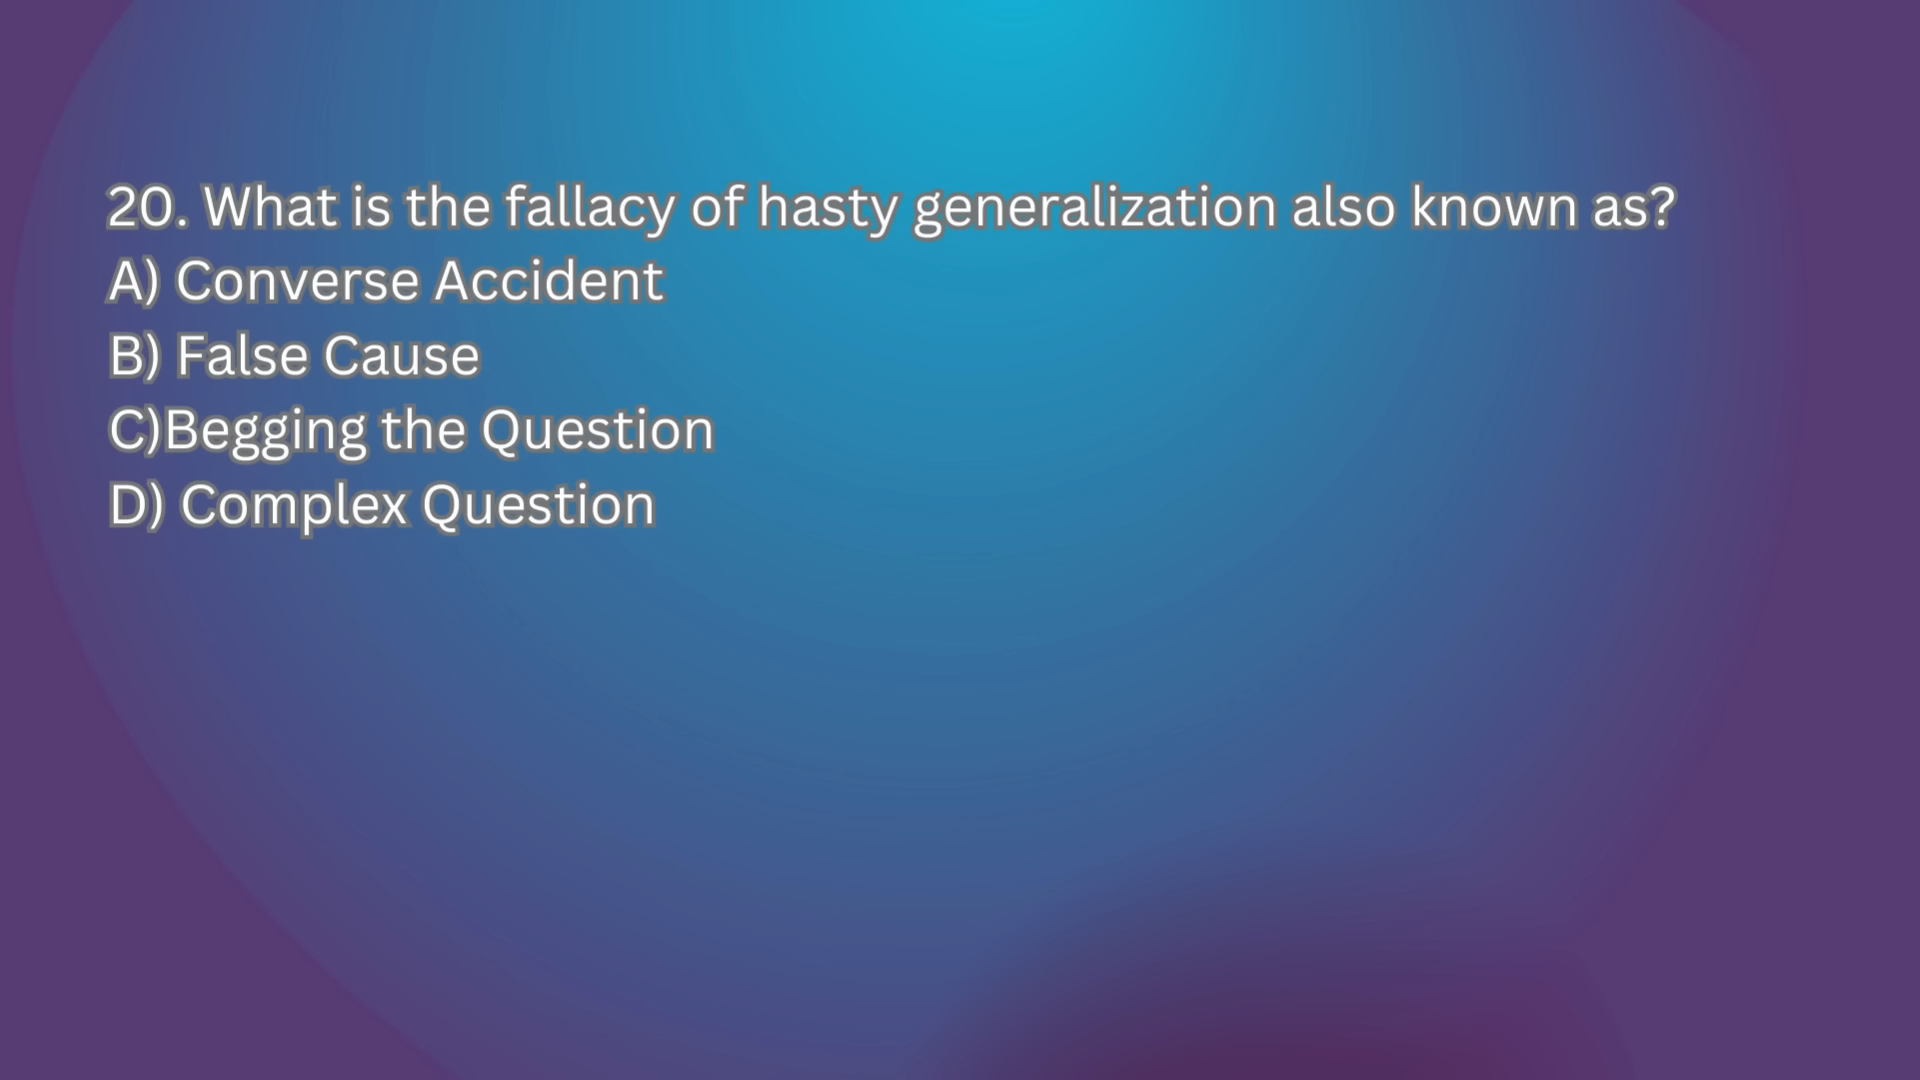 20. What is the fallacy of hasty generalization also known as?
A) Converse Accident
B) False Cause
C)Begging the Question
D) Complex Question